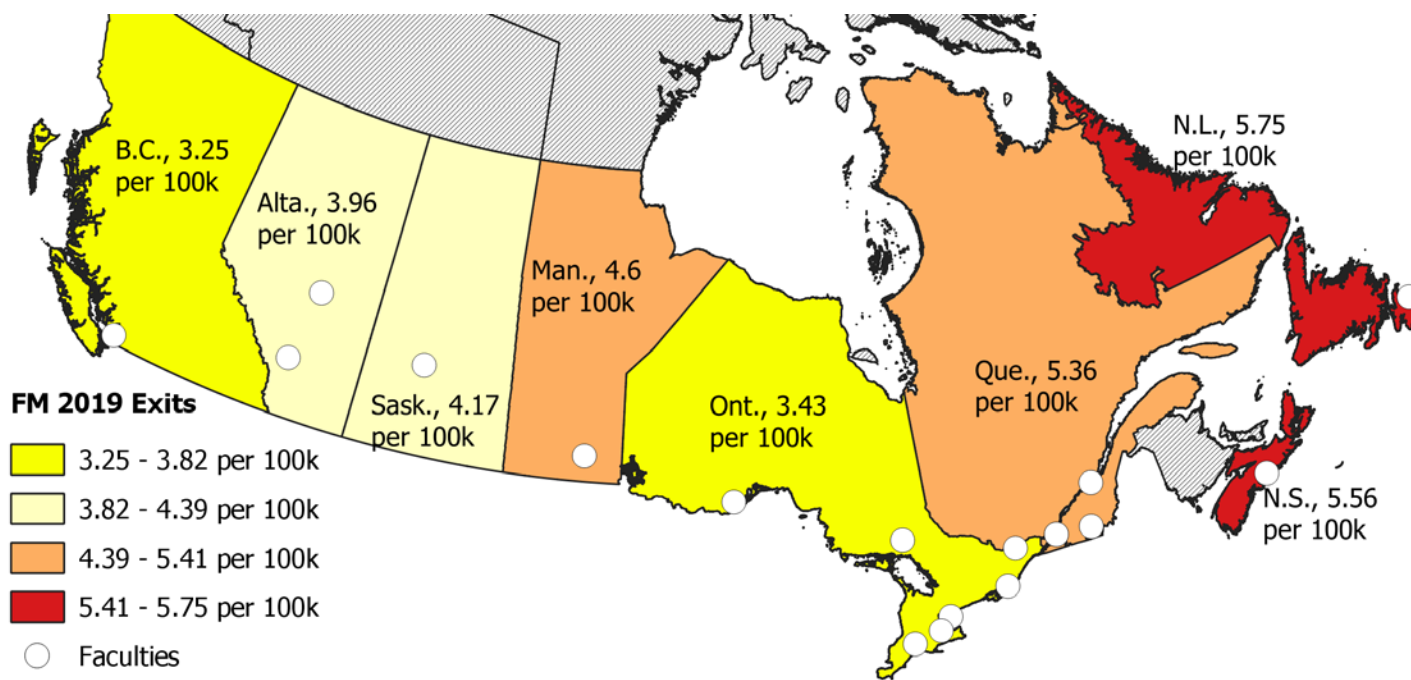 B.C., 3.25
per 100k
Alta., 3.96
per 100k
Sask., 4.17
per 100k
Man., 4.6
per 100k
Ont., 3.43
per 100k
Que., 5.36
per 100k
N.L., 5.75
per 100k
N.S., 5.56
per 100k
FM 2019 Exits
3.25 - 3.82 per 100k
3.82 - 4.39 per 100k
4.39 - 5.41 per 100k
5.41 - 5.75 per 100k
Faculties